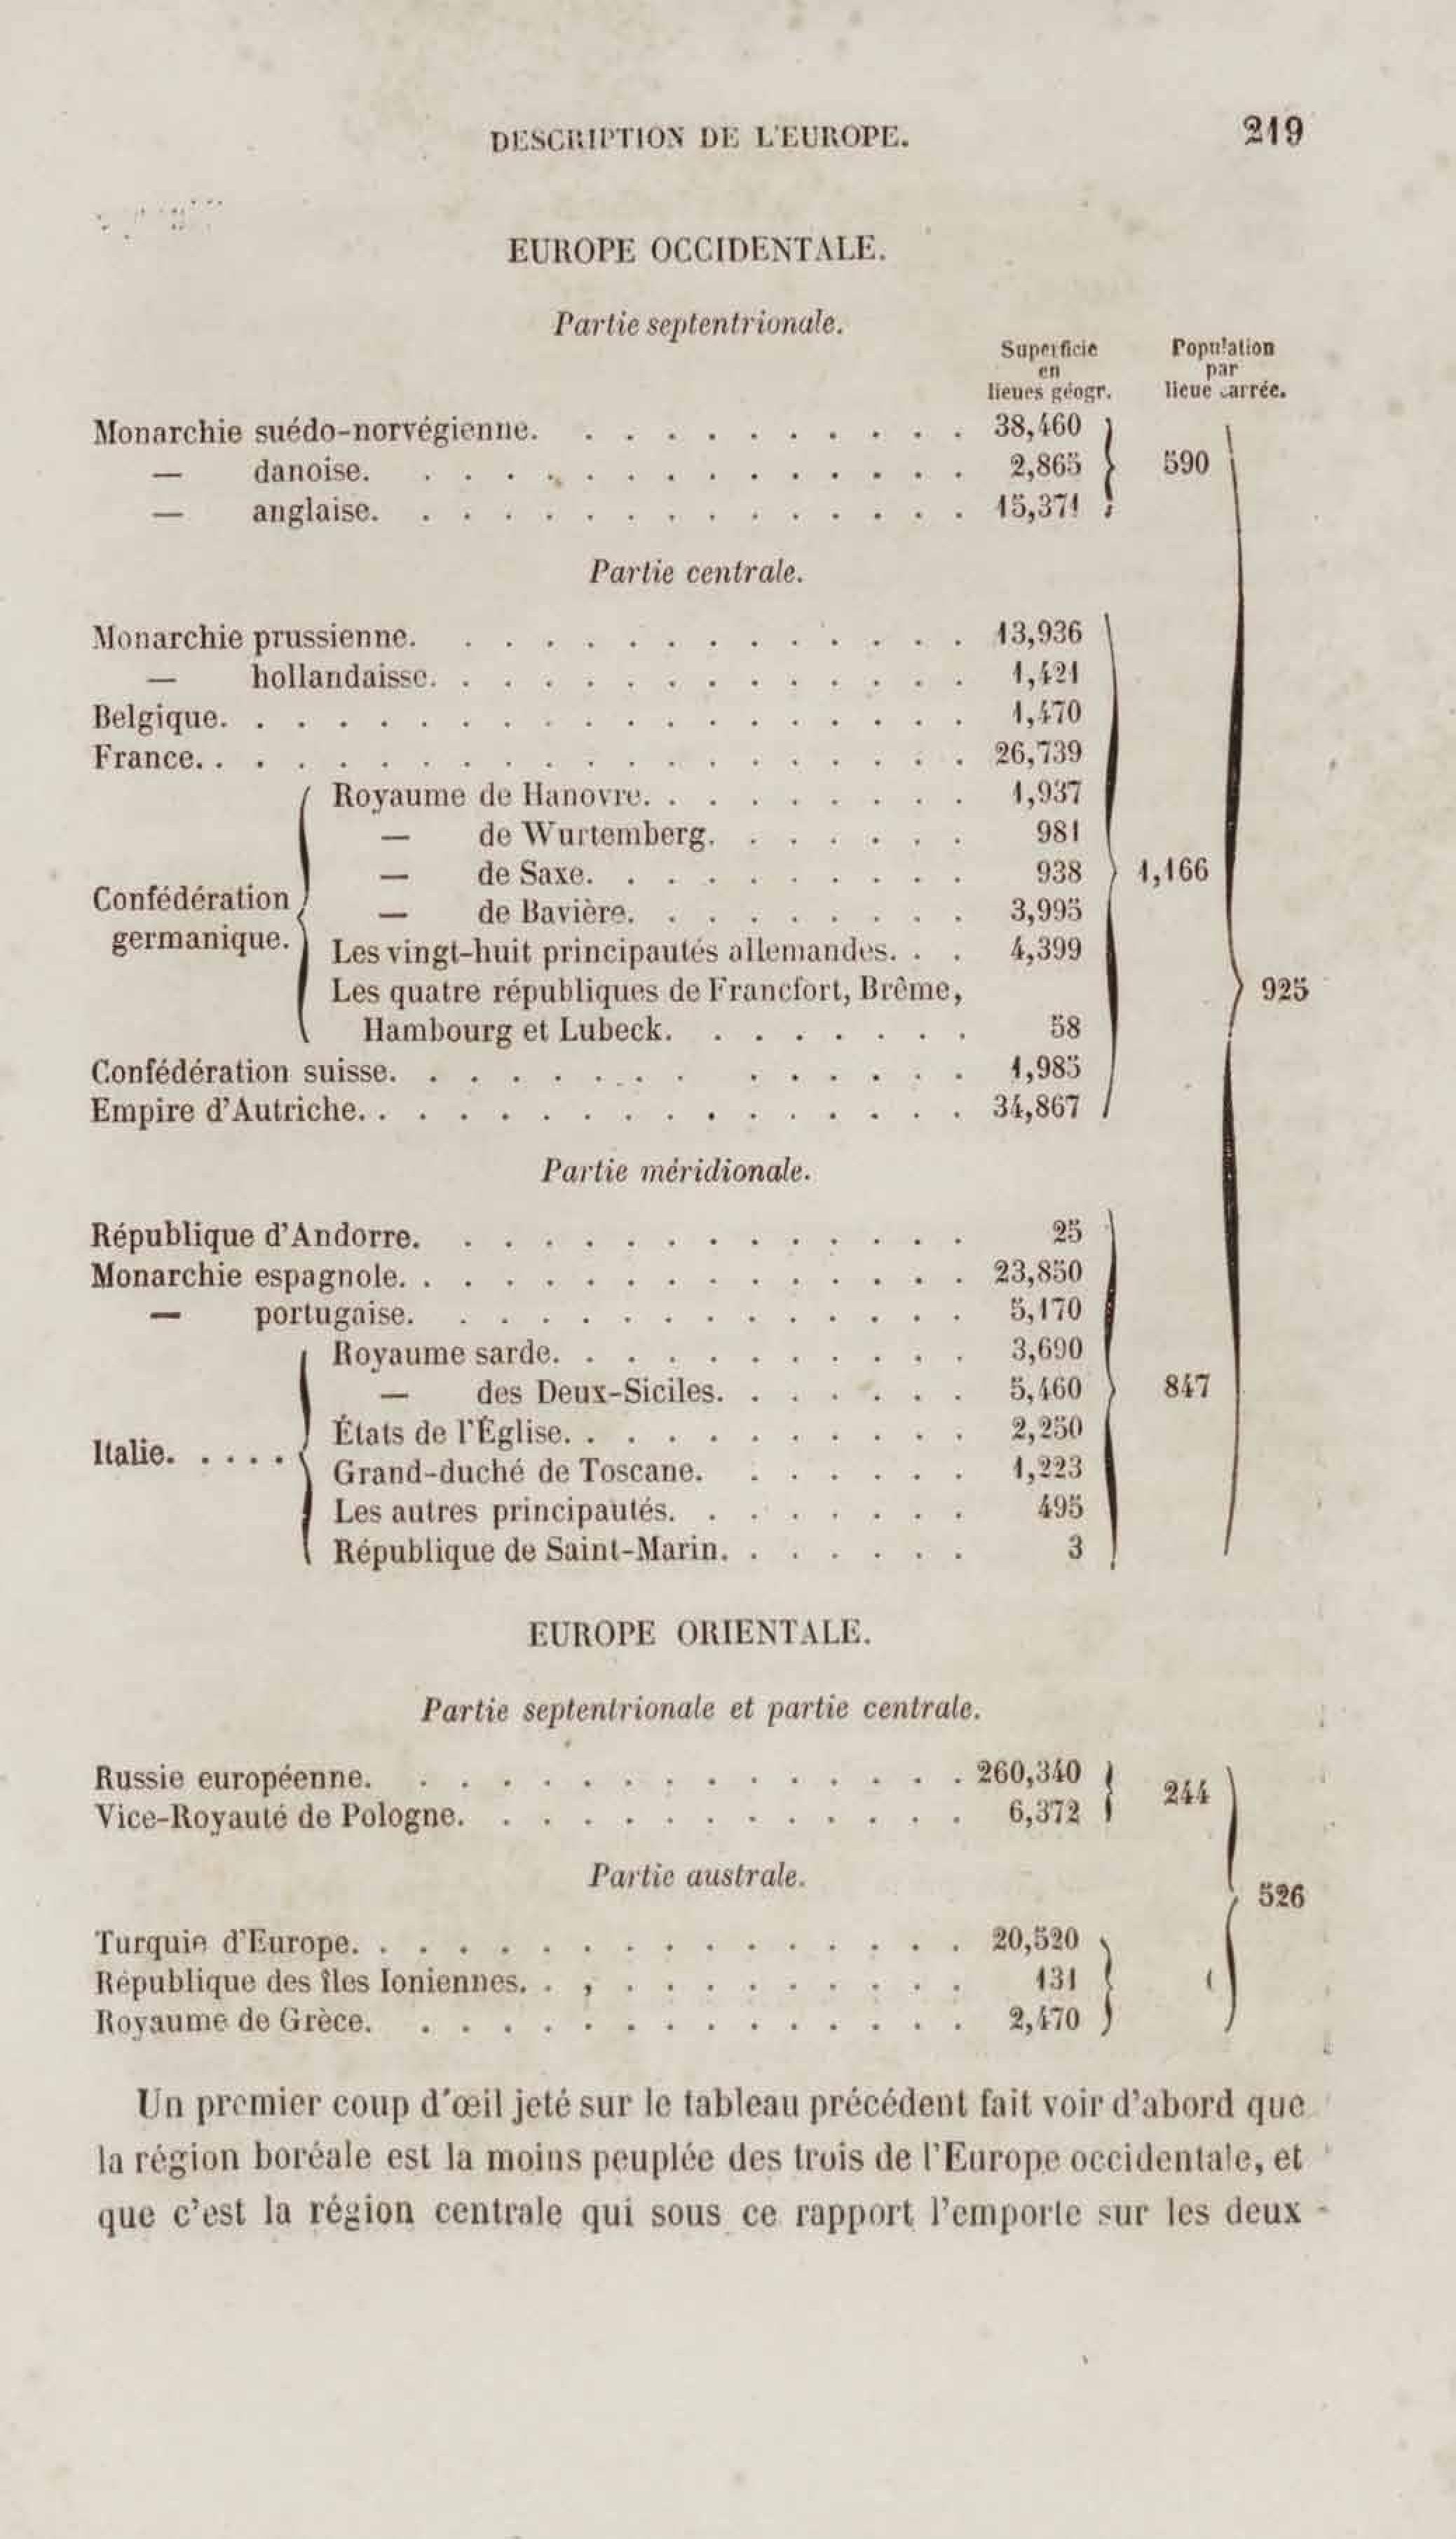 DESCRIPTION DE L'EUROPE. 219
EUROPE OCCIDENTALE.
Partie septentrionale.
Superficie en lieues géogr.
Population par lieue carrée.
Monarchie suédo-norvégienne. 38,460
— danoise. 2,865 590
— anglaise. 15,371
Partie centrale.
Monarchie prussienne. 13,936
— hollandaisse. 1,421
Belgique. 1,470
France. 26,739
Royaume de Hanovre. 1,937
— de Wurtemberg. 981
— de Saxe. 938 1,166
Confédération germanique.
— de Bavière. 3,995
Les vingt-huit principautés allemandes. 4,399
Les quatre républiques de Francfort, Brême, 925
Hambourg et Lubeck. 58
Confédération suisse. 1,985
Empire d'Autriche. 34,867
Partie méridionale.
République d'Andorre. 25
Monarchie espagnole. 23,850
— portugaise. 5,170
Royaume sarde. 3,690
— des Deux-Siciles. 5,460 847
États de l'Église. 2,250
Italie.
Grand-duché de Toscane. 1,223
Les autres principautés. 495
République de Saint-Marin. 3
EUROPE ORIENTALE.
Partie septentrionale et partie centrale.
Russie européenne. 260,340
244
Vice-Royauté de Pologne. 6,372
Partie australe.
526
Turquie d'Europe. 20,520
République des îles Ioniennes. 131
Royaume de Grèce. 2,470
Un premier coup d'œil jeté sur le tableau précédent fait voir d'abord que
la région boréale est la moins peuplée des trois de l'Europe occidentale, et
que c'est la région centrale qui sous ce rapport l'emporte sur les deux